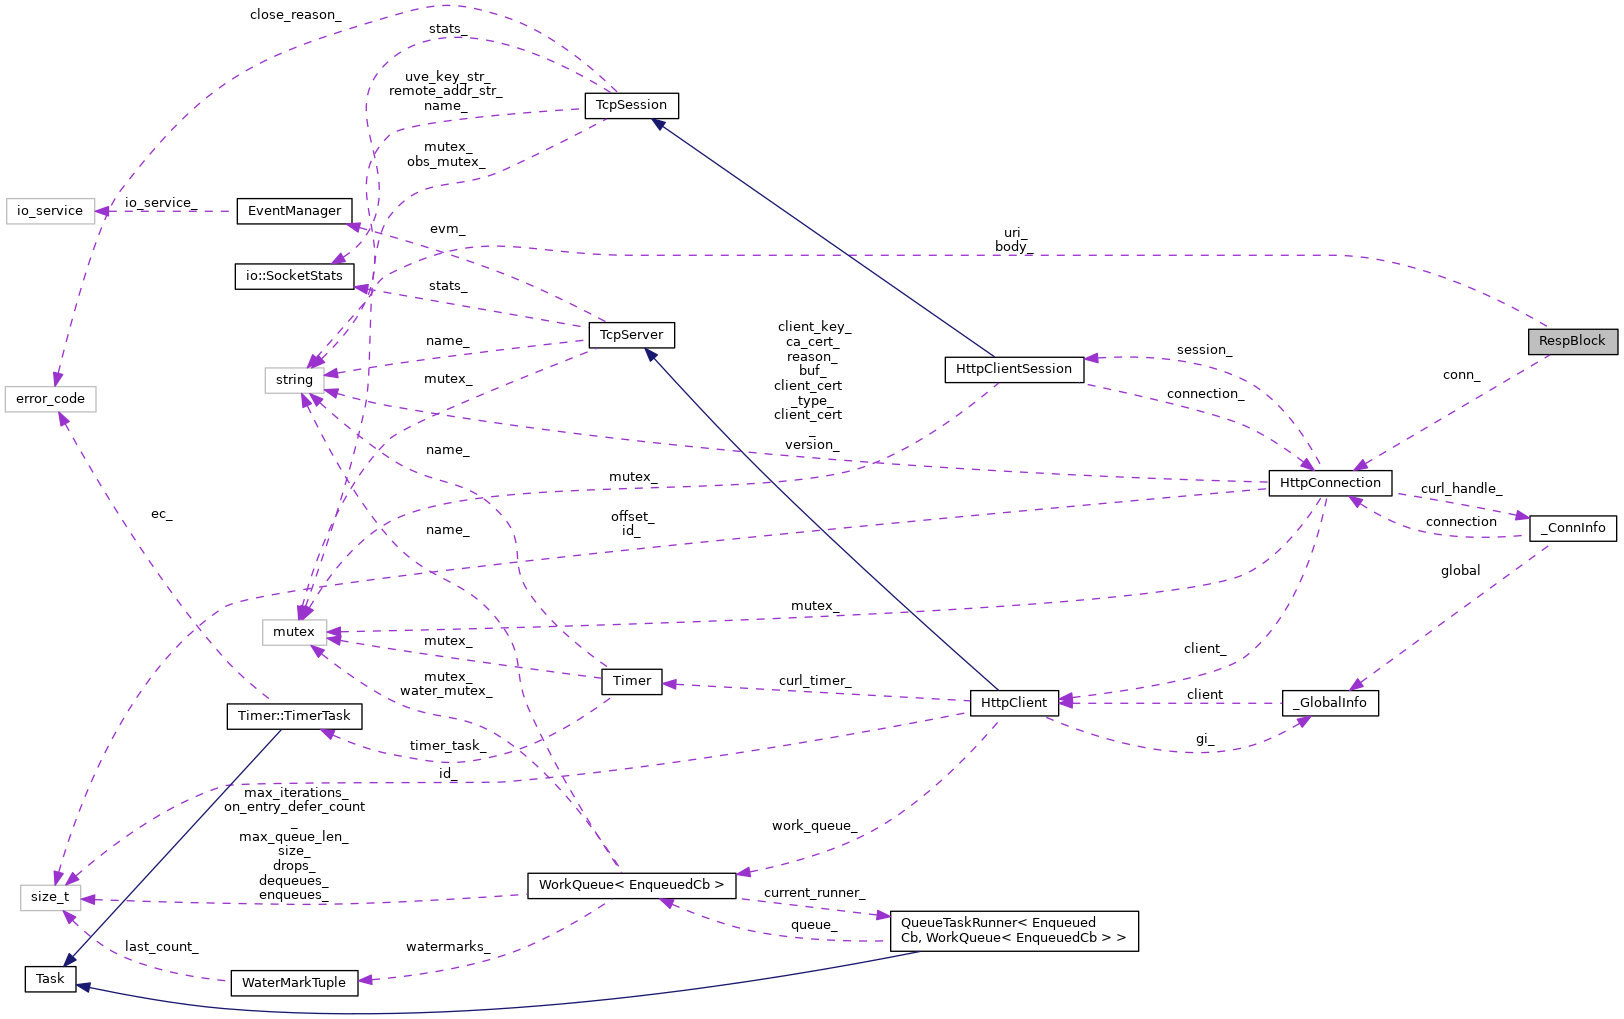 close_reason_
stats_
uve_key_str_
remote_addr_str_
name_
TcpSession
mutex_
obs_mutex_
io_service
io_service_
EventManager
evm_
uri_
body_
io::SocketStats
stats_
TcpServer
client_key_
ca_cert_
reason_
buf_
client_cert
_type_
client_cert
_
version_
RespBlock
name_
session_
HttpClientSession
string
mutex_
conn_
connection_
error_code
name_
mutex_
HttpConnection
curl_handle_
ec_
offset_
id_
name_
connection
_ConnInfo
global
mutex_
mutex
mutex_
client_
Timer
mutex_
water_mutex_
curl_timer_
client
HttpClient
_GlobalInfo
Timer::TimerTask
timer_task_
gi_
id_
max_iterations_
on_entry_defer_count
_
max_queue_len_
size_
drops_
dequeues_
enqueues_
work_queue_
size_t
WorkQueue< EnqueuedCb >
current_runner_
queue_
QueueTaskRunner< Enqueued
Cb, WorkQueue< EnqueuedCb > >
last_count_
watermarks_
Task
WaterMarkTuple